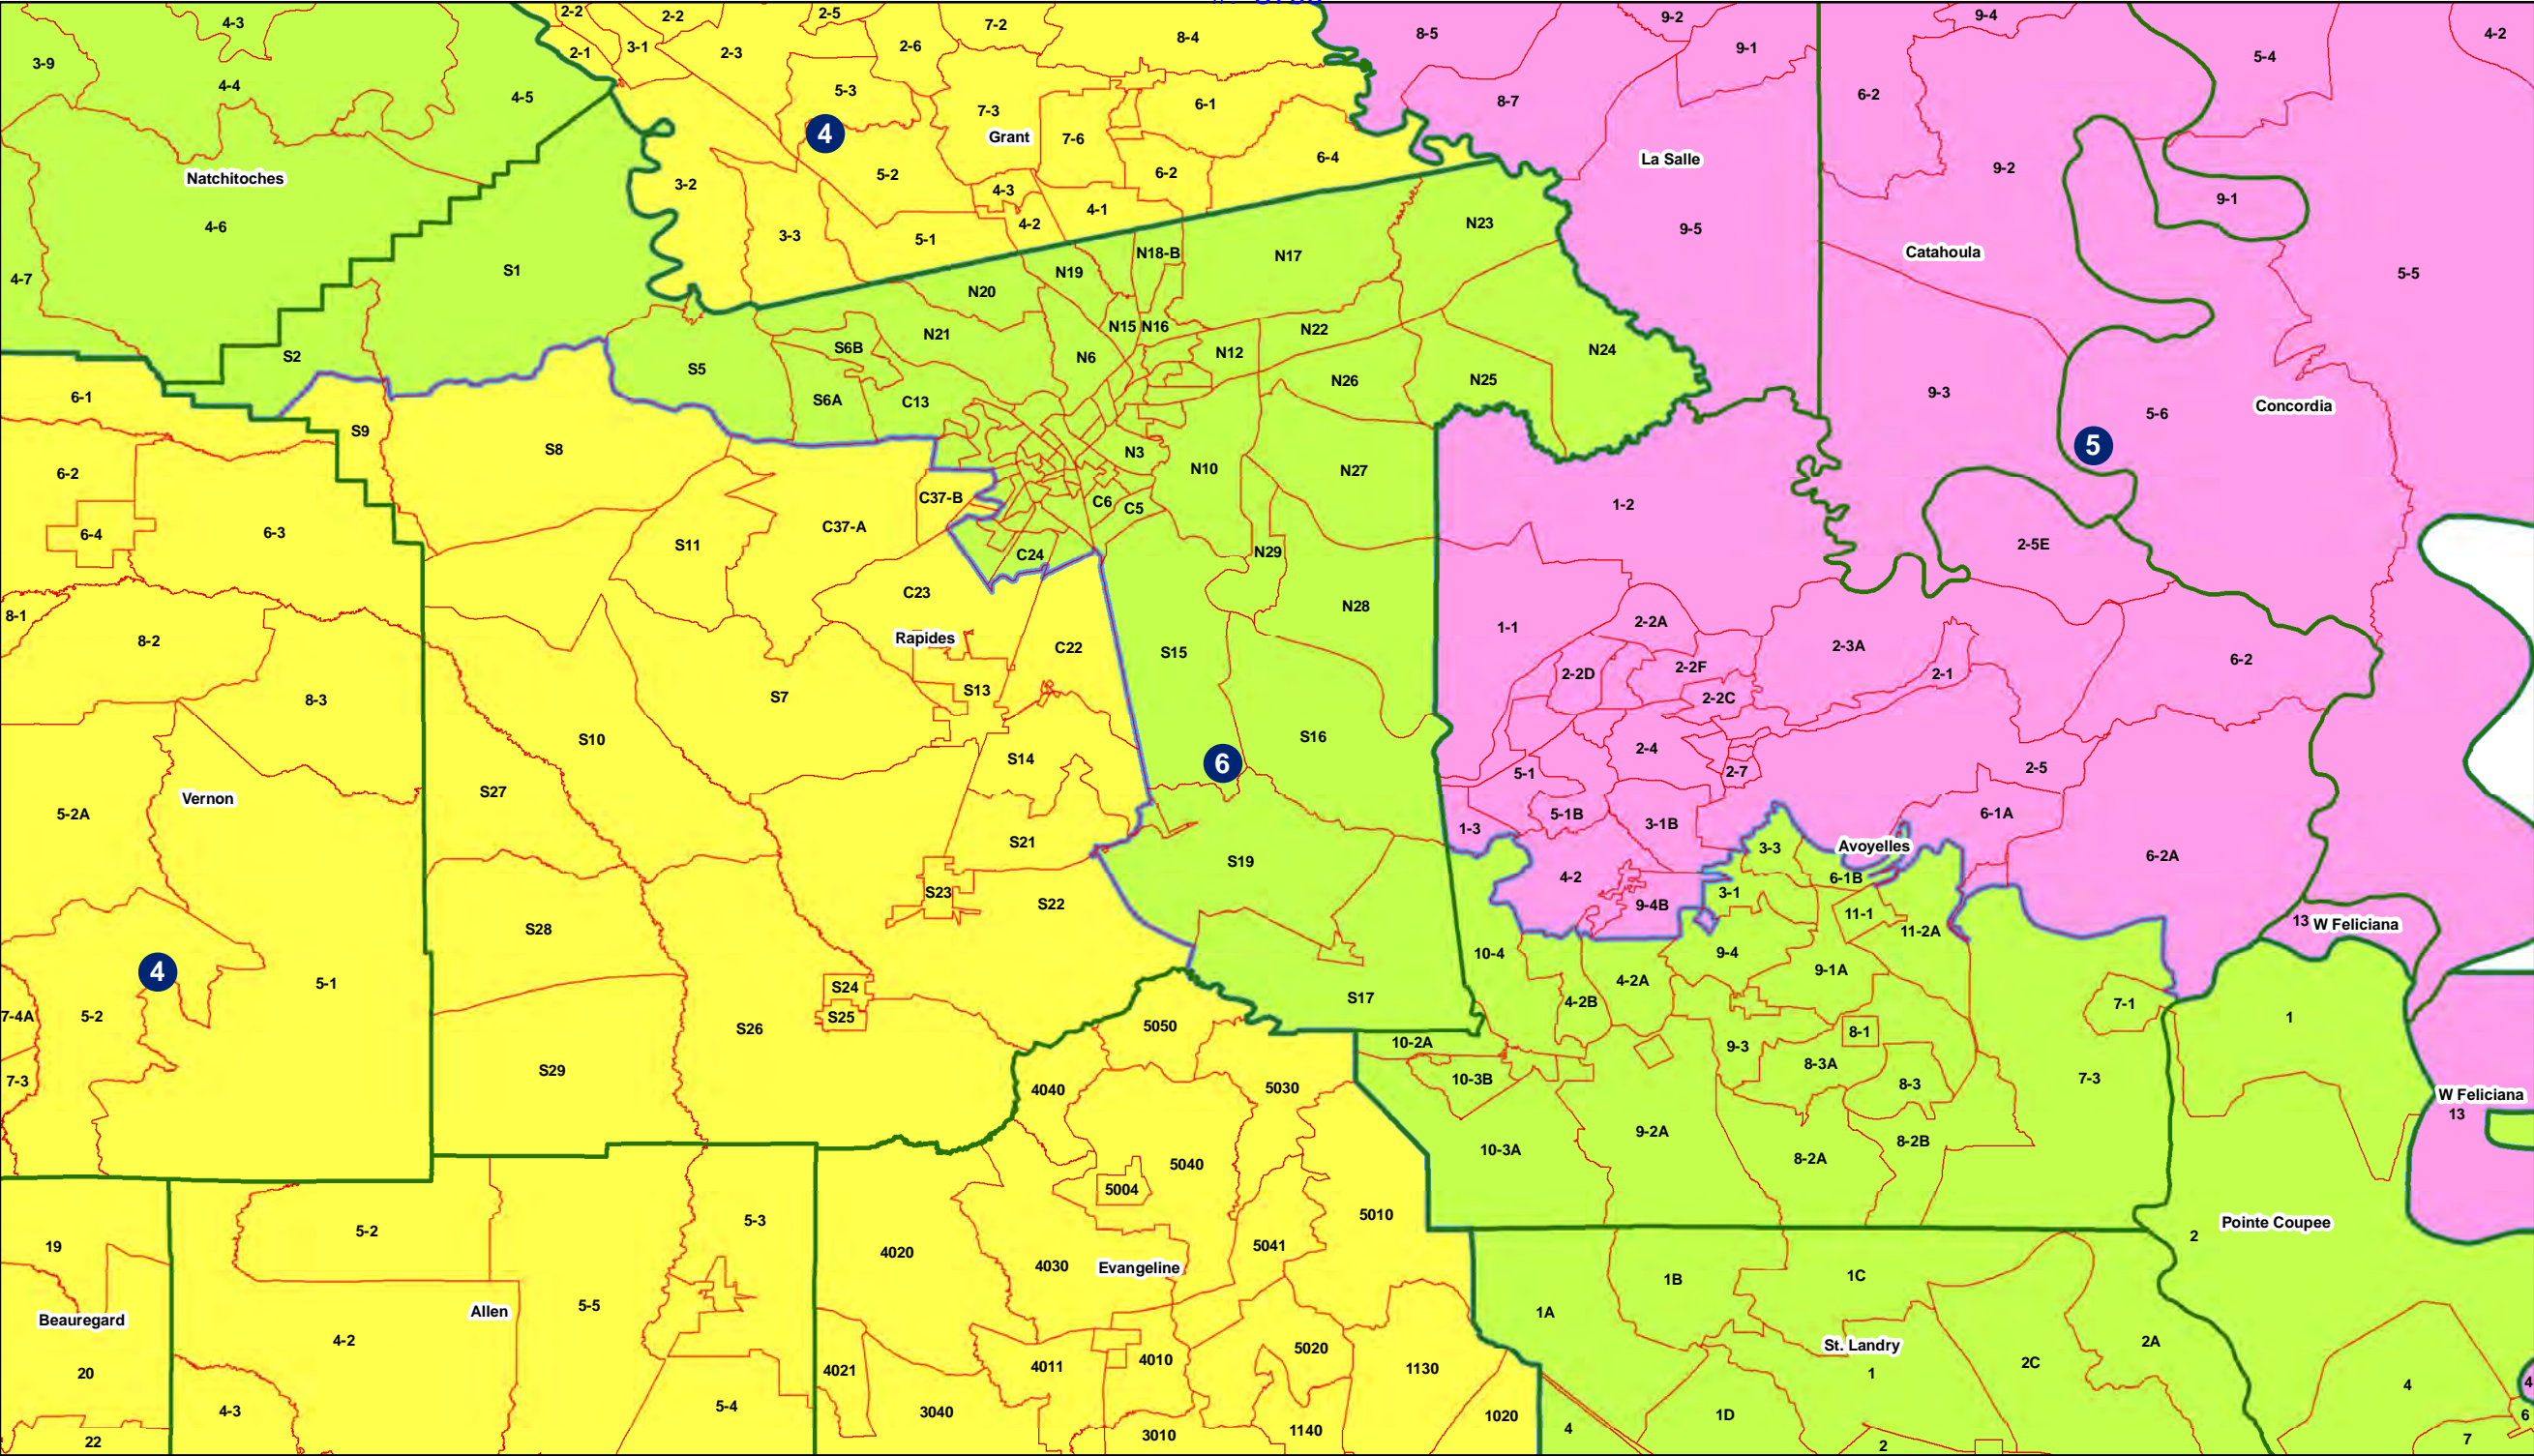 4-3
2-2
2-2
2-5
7-2
8-4
8-5
9-2
9-4
4-2
3-9
4-4
4-5
2-1
3-1
2-3
2-6
9-1
5-4
5-3
7-3
6-1
8-7
6-2
4
Grant
7-6
6-4
La Salle
9-2
Natchitoches
3-2
5-2
4-3
6-2
9-1
4-6
3-3
5-1
4-2
4-1
N23
9-5
4-7
S1
N19
N18-B
N17
Catahoula
5-5
N20
S2
S6B
N21
N15
N16
N22
N6
N12
N24
S5
6-1
S6A
C13
N26
N25
9-3
5-6
Concordia
S9
S8
N3
N10
N27
5
6-2
C37-B
C6
C5
1-2
6-4
6-3
C37-A
S11
C24
N29
2-5E
8-1
8-2
C23
N28
1-1
2-2A
Rapides
C22
S15
2-3A
6-2
8-3
S7
S13
2-2D
2-2F
2-1
2-2C
S10
S16
2-4
S14
6
5-1
2-7
2-5
Vernon
S27
5-2A
S21
1-3
5-1B
3-1B
6-1A
S19
3-3
Avoyelles
6-2A
S23
S22
4-2
9-4B
3-1
6-1B
11-1
11-2A
13
W Feliciana
S28
10-4
9-4
9-1A
4
5-1
S24
S17
4-2B
4-2A
7-1
7-4A
5-2
S25
S26
5050
1
8-1
10-2A
9-3
8-3A
7-3
S29
4040
5030
10-3B
8-3
7-3
W Feliciana
13
9-2A
8-2B
10-3A
8-2A
5040
5004
5-2
5-3
5010
2
Pointe Coupee
19
4020
4030
Evangeline
5041
1B
1C
Beauregard
Allen
5-5
1A
4-2
St. Landry
2A
20
4021
4011
4010
5020
1130
1
2C
4
4
4-3
5-4
3040
3010
1140
1020
4
1D
2
6
7
22